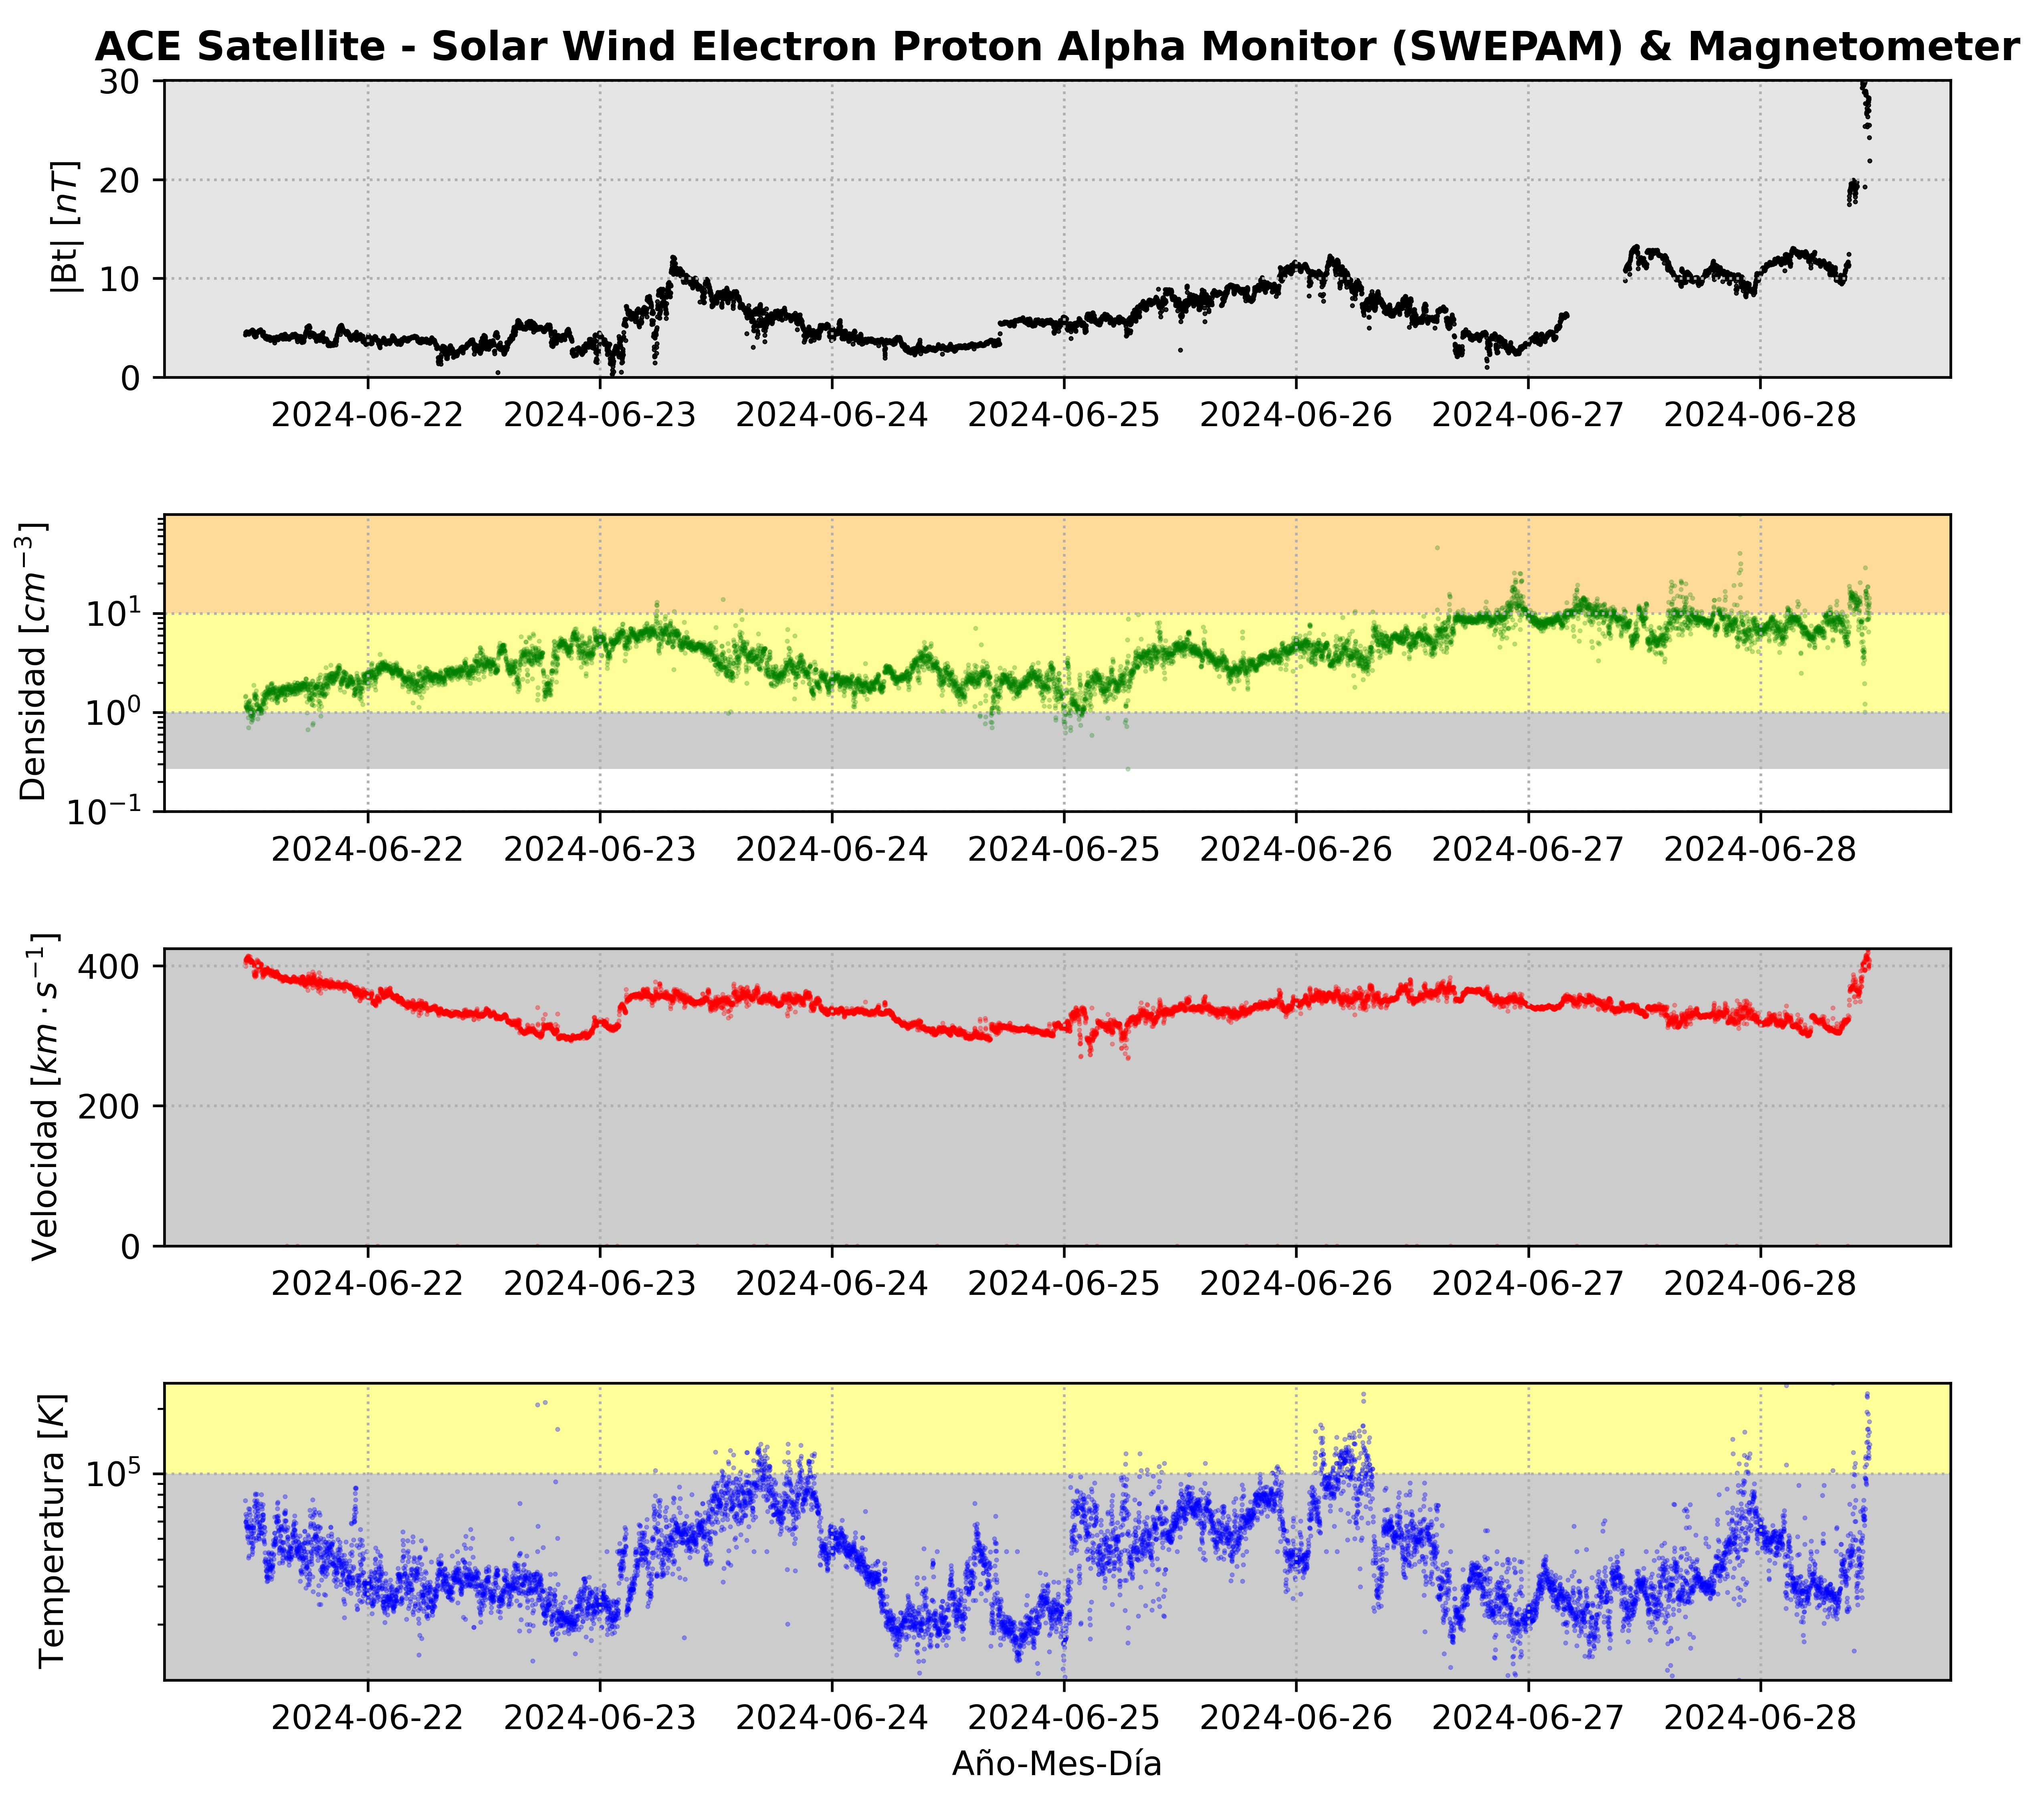 ACE Satellite - Solar Wind Electron Proton Alpha Monitor (SWEPAM) & Magnetometer
30
20
10
0
|Bt| [nT]
2024-06-22 2024-06-23 2024-06-24 2024-06-25 2024-06-26 2024-06-27 2024-06-28
10¹
10⁰
10⁻¹
Densidad [cm⁻³]
2024-06-22 2024-06-23 2024-06-24 2024-06-25 2024-06-26 2024-06-27 2024-06-28
400
200
0
Velocidad [km · s⁻¹]
2024-06-22 2024-06-23 2024-06-24 2024-06-25 2024-06-26 2024-06-27 2024-06-28
10⁵
Temperatura [K]
2024-06-22 2024-06-23 2024-06-24 2024-06-25 2024-06-26 2024-06-27 2024-06-28
Año-Mes-Día